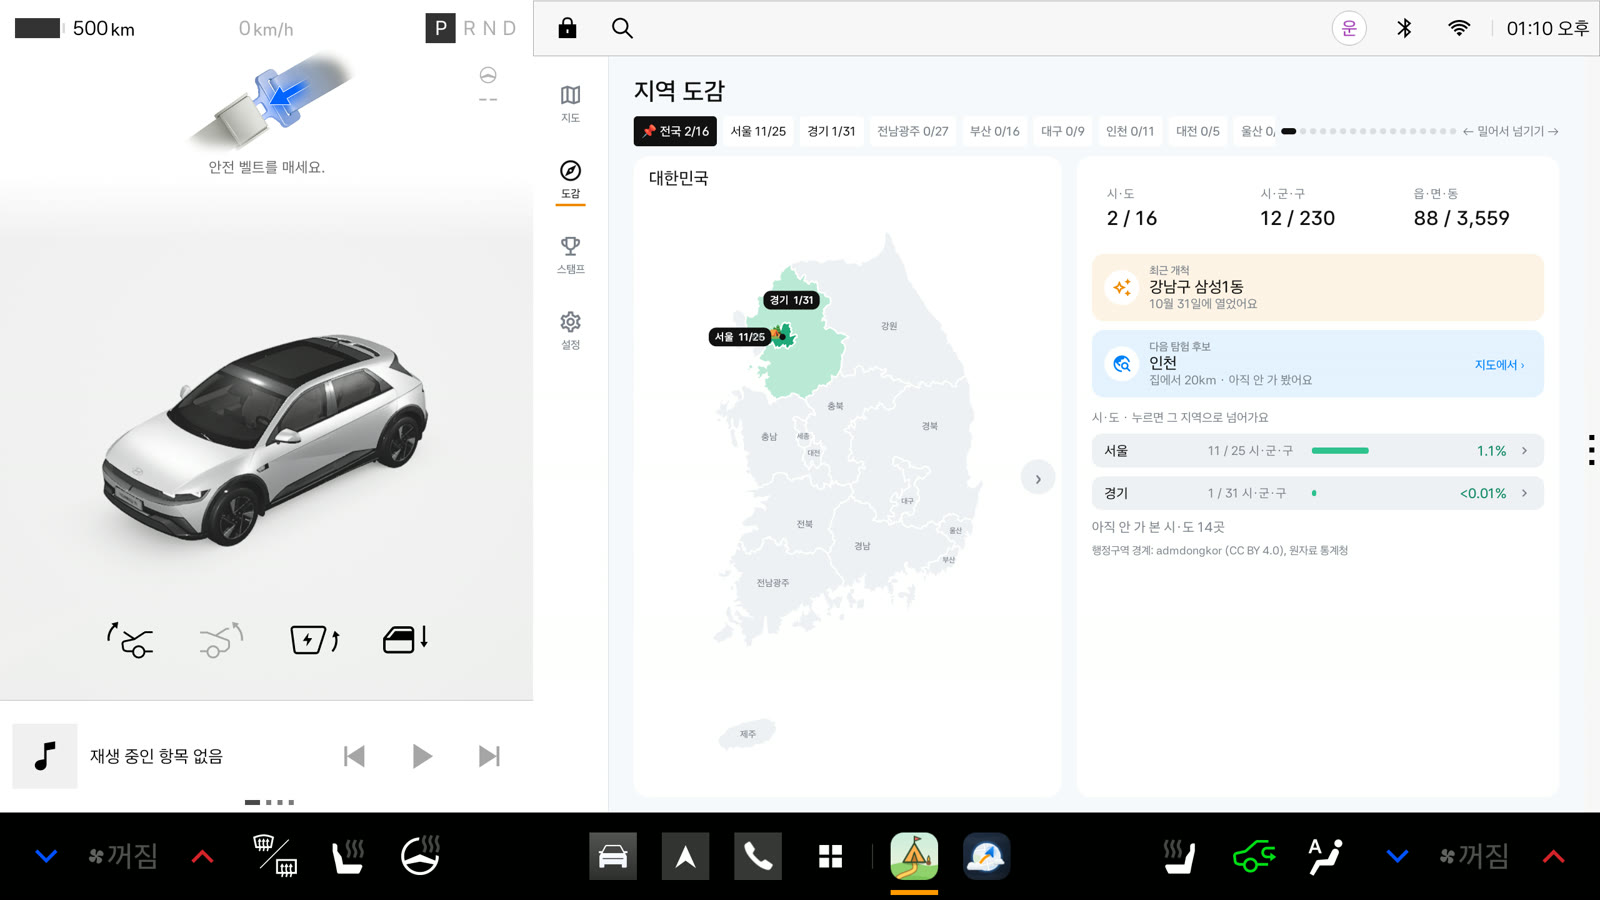 500 km
0 km/h
P R N D
01:10 오후
운
--
안전 벨트를 매세요.
재생 중인 항목 없음
지도
도감
스탬프
설정
지역 도감
전국 2/16
서울 11/25
경기 1/31
전남광주 0/27
부산 0/16
대구 0/9
인천 0/11
대전 0/5
울산 0/
← 밀어서 넘기기 →
대한민국
경기 1/31
서울 11/25
강원
충북
충남
세종
대전
경북
대구
전북
울산
경남
부산
전남광주
제주
시·도
2 / 16
시·군·구
12 / 230
읍·면·동
88 / 3,559
최근 개척
강남구 삼성1동
10월 31일에 열었어요
다음 탐험 후보
인천
집에서 20km · 아직 안 가 봤어요
지도에서 ›
시·도 · 누르면 그 지역으로 넘어가요
서울 11 / 25 시·군·구 1.1%
경기 1 / 31 시·군·구 <0.01%
아직 안 가 본 시·도 14곳
행정구역 경계: admdongkor (CC BY 4.0), 원자료 통계청
꺼짐
A
꺼짐